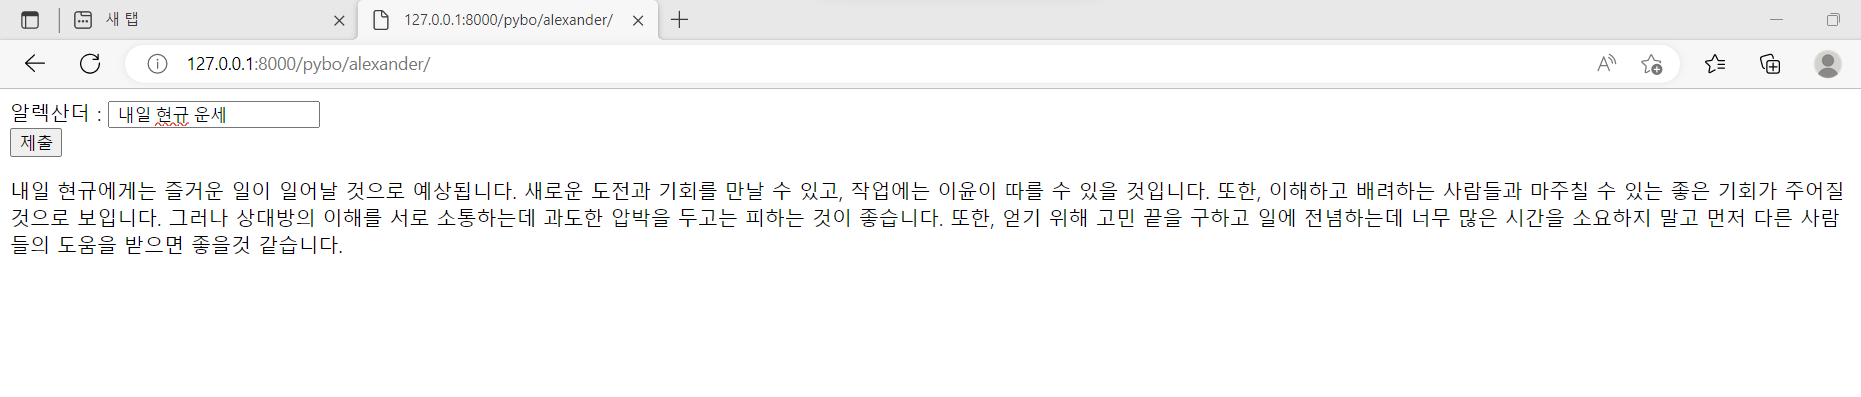 새 탭
127.0.0.1:8000/pybo/alexander/
127.0.0.1:8000/pybo/alexander/
알렉산더 : 내일 현규 운세
제출
내일 현규에게는 즐거운 일이 일어날 것으로 예상됩니다. 새로운 도전과 기회를 만날 수 있고, 작업에는 이윤이 따를 수 있을 것입니다. 또한, 이해하고 배려하는 사람들과 마주칠 수 있는 좋은 기회가 주어질
것으로 보입니다. 그러나 상대방의 이해를 서로 소통하는데 과도한 압박을 두고는 피하는 것이 좋습니다. 또한, 얻기 위해 고민 끝을 구하고 일에 전념하는데 너무 많은 시간을 소요하지 말고 먼저 다른 사람
들의 도움을 받으면 좋을것 같습니다.